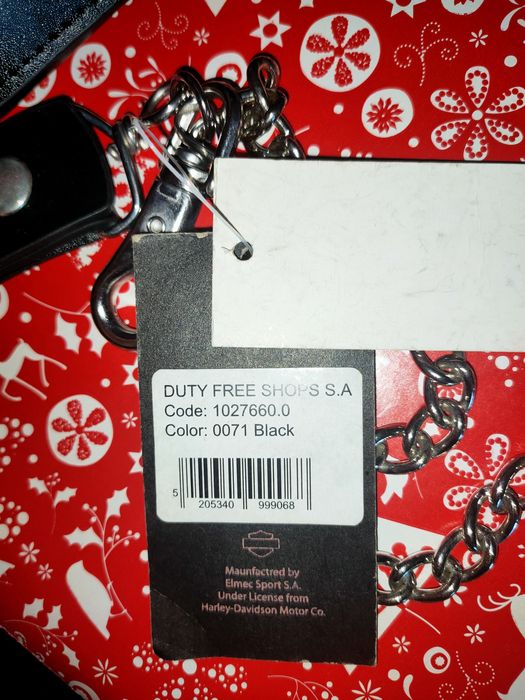 DUTY FREE SHOPS S.A
Code: 1027660.0
Color: 0071 Black
5 205340 999068
Maunfactred by
Elmec Sport S.A.
Under License from
Harley-Davidson Motor Co.